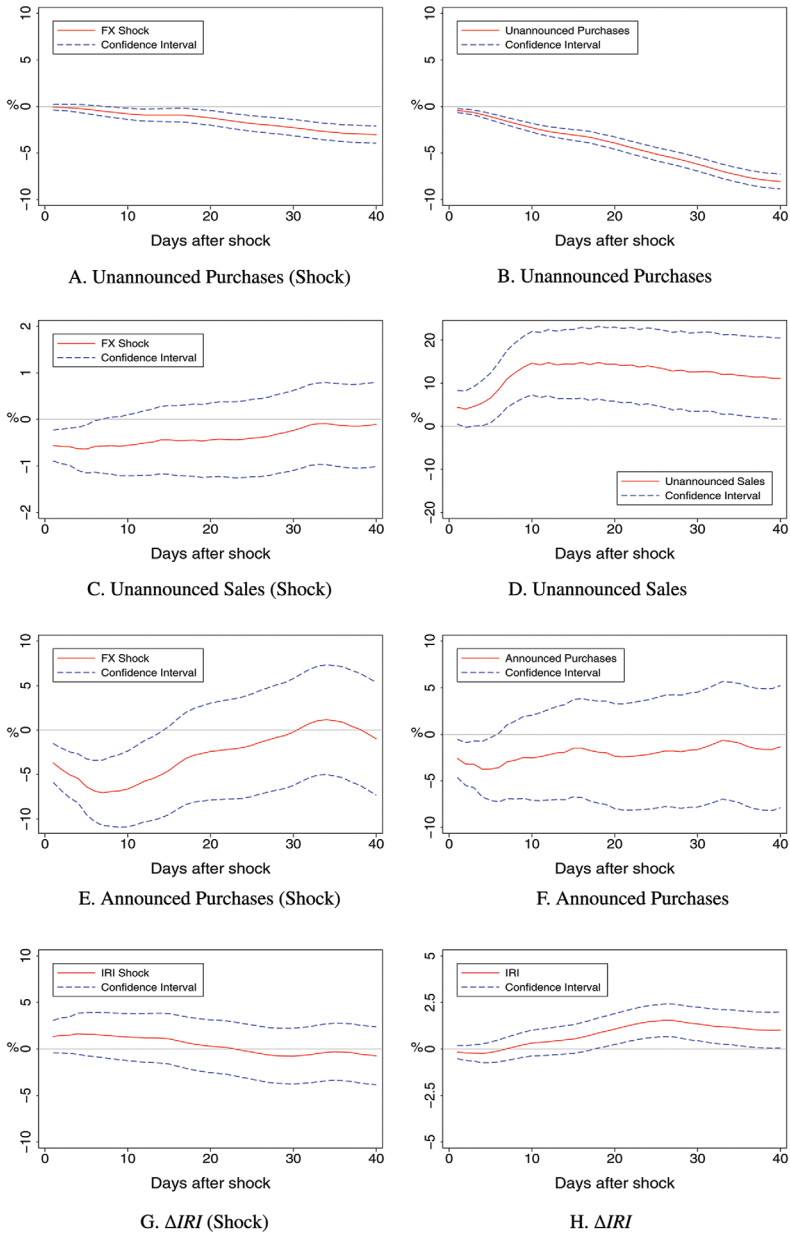 10
5
%0
−5
−10
FX Shock
Confidence Interval
0 10 20 30 40
Days after shock
A. Unannounced Purchases (Shock)
10
5
%0
−5
−10
Unannounced Purchases
Confidence Interval
0 10 20 30 40
Days after shock
B. Unannounced Purchases
2
1
%0
−1
−2
FX Shock
Confidence Interval
0 10 20 30 40
Days after shock
C. Unannounced Sales (Shock)
20
10
%
0
−10
−20
Unannounced Sales
Confidence Interval
0 10 20 30 40
Days after shock
D. Unannounced Sales
10
5
%0
−5
−10
FX Shock
Confidence Interval
0 10 20 30 40
Days after shock
E. Announced Purchases (Shock)
10
5
%0
−5
−10
Announced Purchases
Confidence Interval
0 10 20 30 40
Days after shock
F. Announced Purchases
10
5
%0
−5
−10
IRI Shock
Confidence Interval
0 10 20 30 40
Days after shock
G. ΔIRI (Shock)
5
2.5
%0
−2.5
−5
IRI
Confidence Interval
0 10 20 30 40
Days after shock
H. ΔIRI